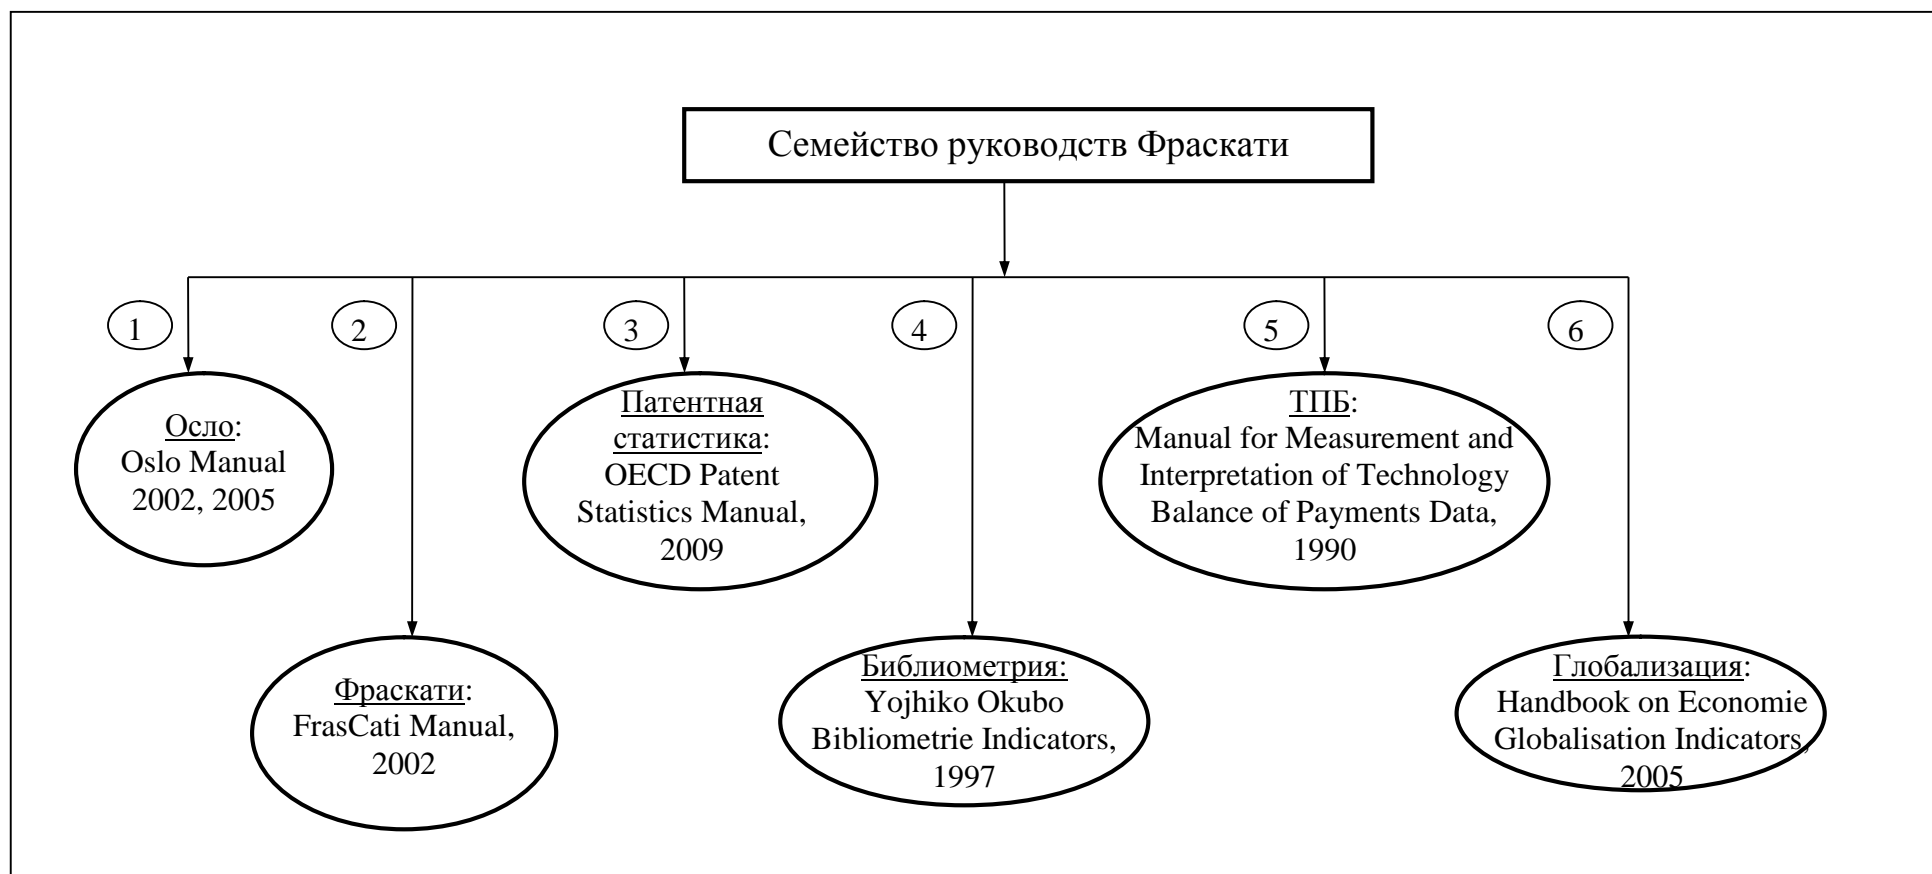 Семейство руководств Фраскати
1
2
3
4
5
6
Осло:
Oslo Manual
2002, 2005
Патентная
статистика:
OECD Patent
Statistics Manual,
2009
ТПБ:
Manual for Measurement and
Interpretation of Technology
Balance of Payments Data,
1990
Фраскати:
FrasCati Manual,
2002
Библиометрия:
Yojhiko Okubo
Bibliometrie Indicators,
1997
Глобализация:
Handbook on Economie
Globalisation Indicators,
2005